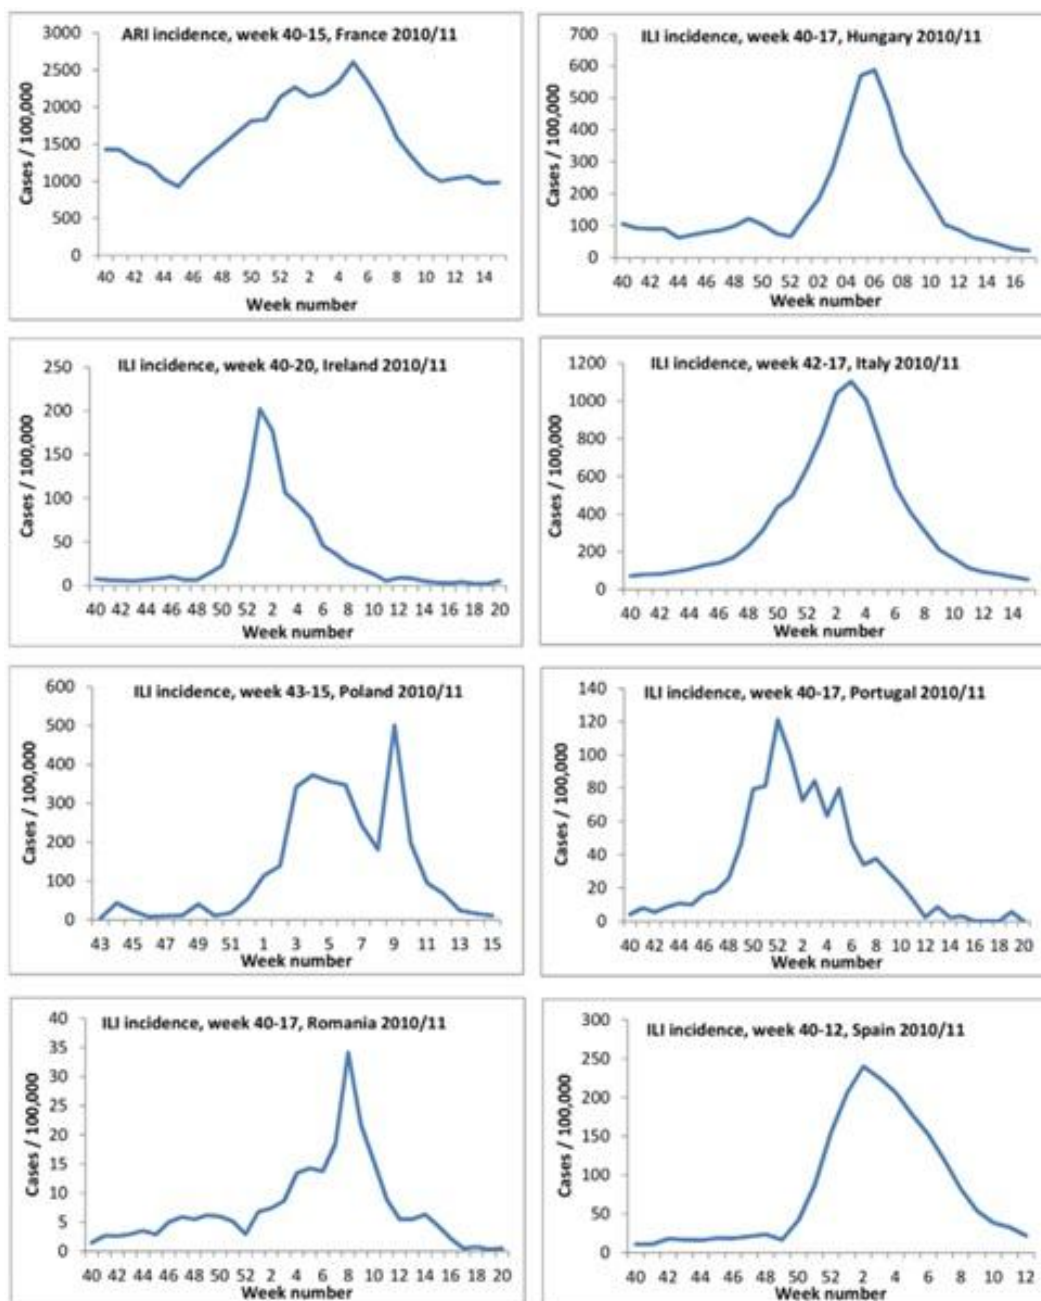 ARI incidence, week 40-15, France 2010/11
Cases / 100,000
3000
2500
2000
1500
1000
500
0
40 42 44 46 48 50 52 2 4 6 8 10 12 14
Week number
ILI incidence, week 40-17, Hungary 2010/11
Cases / 100,000
700
600
500
400
300
200
100
0
40 42 44 46 48 50 52 02 04 06 08 10 12 14 16
Week number
ILI incidence, week 40-20, Ireland 2010/11
Cases / 100,000
250
200
150
100
50
0
40 42 44 46 48 50 52 2 4 6 8 10 12 14 16 18 20
Week number
ILI incidence, week 42-17, Italy 2010/11
Cases / 100,000
1200
1000
800
600
400
200
0
40 42 44 46 48 50 52 2 4 6 8 10 12 14
Week number
ILI incidence, week 43-15, Poland 2010/11
Cases / 100,000
600
500
400
300
200
100
0
43 45 47 49 51 1 3 5 7 9 11 13 15
Week number
ILI incidence, week 40-17, Portugal 2010/11
Cases / 100,000
140
120
100
80
60
40
20
0
40 42 44 46 48 50 52 2 4 6 8 10 12 14 16 18 20
Week number
ILI incidence, week 40-17, Romania 2010/11
Cases / 100,000
40
35
30
25
20
15
10
5
0
40 42 44 46 48 50 52 2 4 6 8 10 12 14 16 18 20
Week number
ILI incidence, week 40-12, Spain 2010/11
Cases / 100,000
300
250
200
150
100
50
0
40 42 44 46 48 50 52 2 4 6 8 10 12
Week number